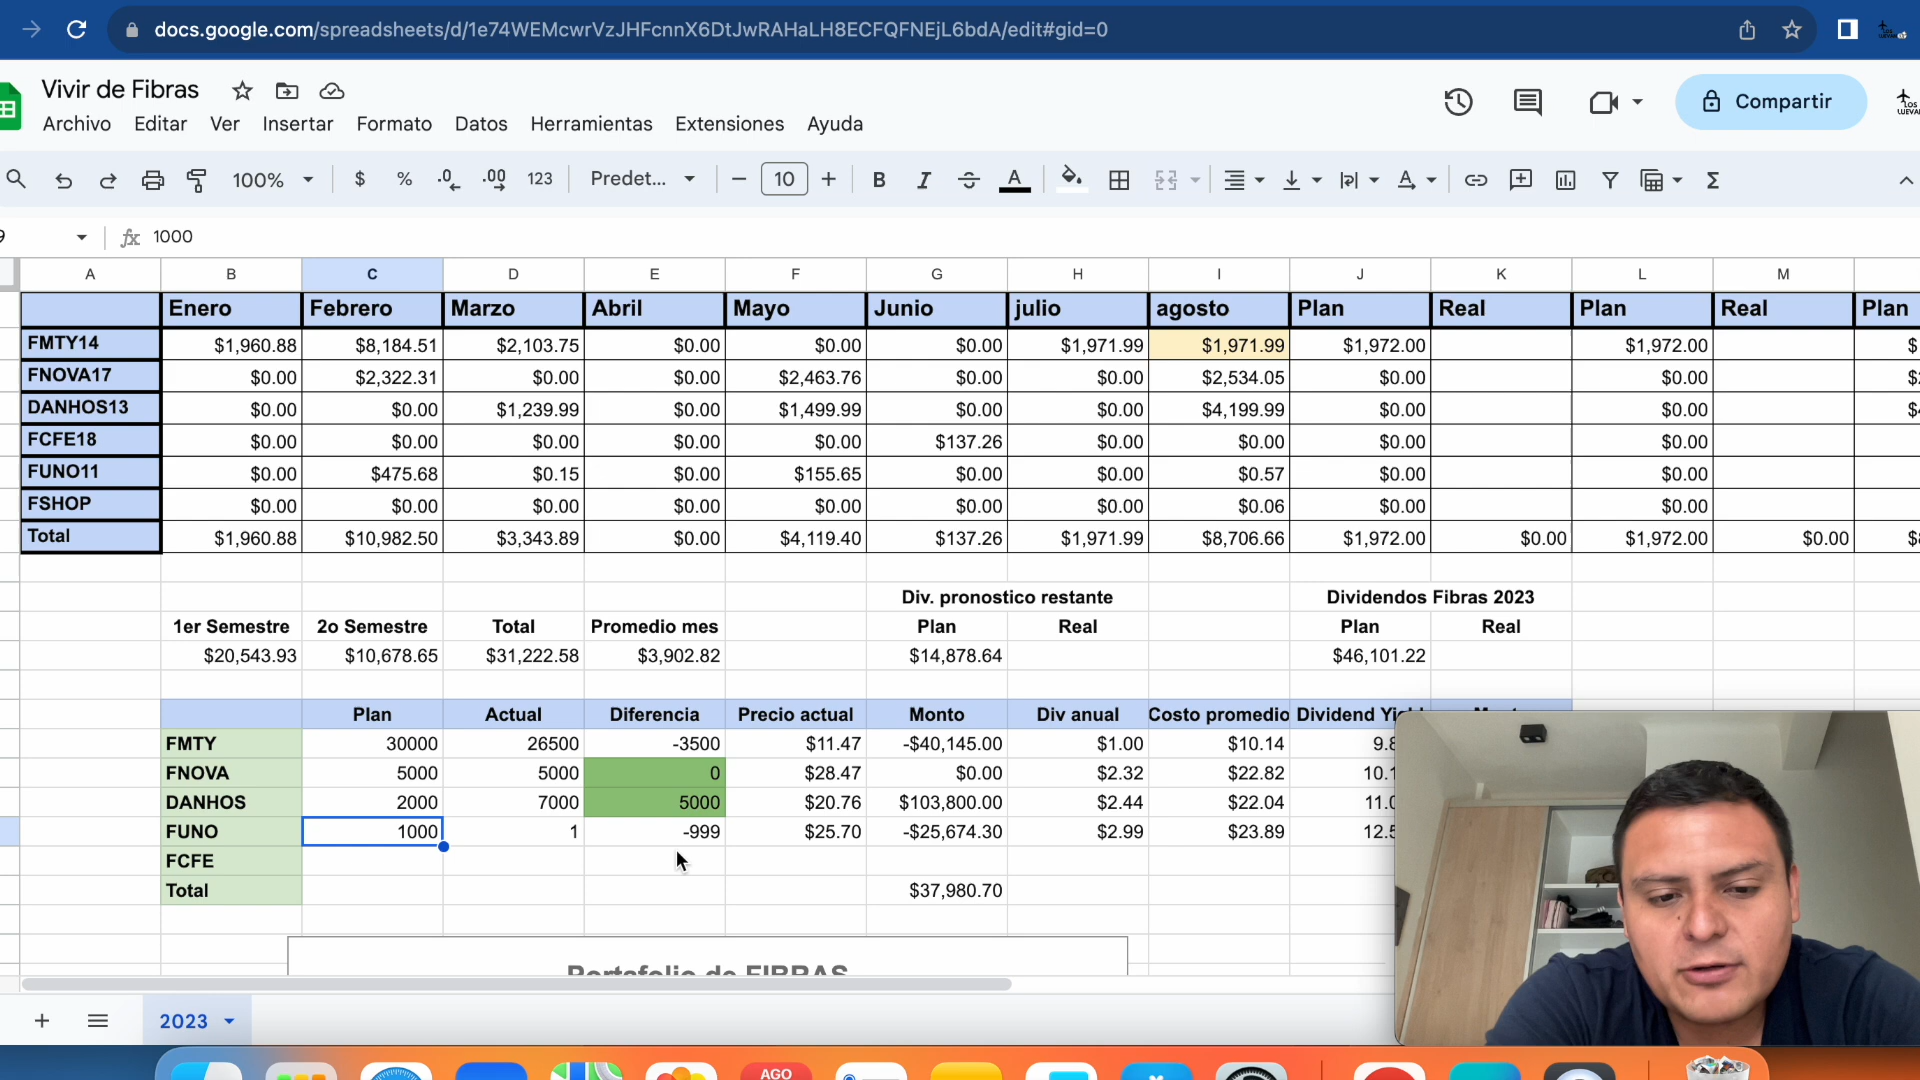 docs.google.com/spreadsheets/d/1e74WEMcwrVzJHFcnnX6DtJwRAHaLH8ECFQFNEjL6bdA/edit#gid=0
Vivir de Fibras
Compartir
Archivo Editar Ver Insertar Formato Datos Herramientas Extensiones Ayuda
100% $ % .0 .00 123 Predet... 10 B I A
9 fx 1000
A B C D E F G H I J K L M
Enero Febrero Marzo Abril Mayo Junio julio agosto Plan Real Plan Real Plan
FMTY14 $1,960.88 $8,184.51 $2,103.75 $0.00 $0.00 $0.00 $1,971.99 $1,971.99 $1,972.00 $1,972.00 $
FNOVA17 $0.00 $2,322.31 $0.00 $0.00 $2,463.76 $0.00 $0.00 $2,534.05 $0.00 $0.00
DANHOS13 $0.00 $0.00 $1,239.99 $0.00 $1,499.99 $0.00 $0.00 $4,199.99 $0.00 $0.00
FCFE18 $0.00 $0.00 $0.00 $0.00 $0.00 $137.26 $0.00 $0.00 $0.00 $0.00
FUNO11 $0.00 $475.68 $0.15 $0.00 $155.65 $0.00 $0.00 $0.57 $0.00 $0.00
FSHOP $0.00 $0.00 $0.00 $0.00 $0.00 $0.00 $0.00 $0.06 $0.00 $0.00
Total $1,960.88 $10,982.50 $3,343.89 $0.00 $4,119.40 $137.26 $1,971.99 $8,706.66 $1,972.00 $0.00 $1,972.00 $0.00
Div. pronostico restante Dividendos Fibras 2023
1er Semestre 2o Semestre Total Promedio mes Plan Real Plan Real
$20,543.93 $10,678.65 $31,222.58 $3,902.82 $14,878.64 $46,101.22
Plan Actual Diferencia Precio actual Monto Div anual Costo promedio Dividend
FMTY 30000 26500 -3500 $11.47 -$40,145.00 $1.00 $10.14
FNOVA 5000 5000 0 $28.47 $0.00 $2.32 $22.82
DANHOS 2000 7000 5000 $20.76 $103,800.00 $2.44 $22.04
FUNO 1000 1 -999 $25.70 -$25,674.30 $2.99 $23.89
FCFE
Total $37,980.70
Portafolio de FIBRAS
2023
AGO